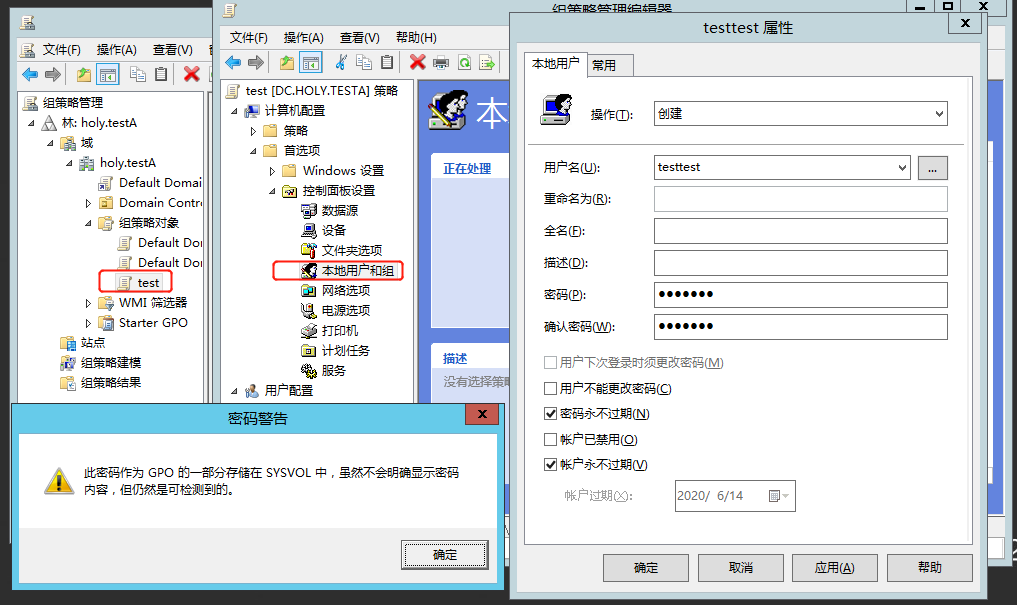 组策略管理编辑器
文件(F) 操作(A) 查看(V)
组策略管理
林: holy.testA
域
holy.testA
Default Domai
Domain Contr
组策略对象
Default Do
Default Do
test
WMI 筛选器
Starter GPO
站点
组策略建模
组策略结果
文件(F) 操作(A) 查看(V) 帮助(H)
test [DC.HOLY.TESTA] 策略
计算机配置
策略
首选项
Windows 设置
控制面板设置
数据源
设备
文件夹选项
本地用户和组
网络选项
电源选项
打印机
计划任务
服务
用户配置
本
正在处理
描述
没有选择策略
testtest 属性
本地用户 常用
操作(T): 创建
用户名(U): testtest ...
重命名为(R):
全名(F):
描述(D):
密码(P): ●●●●●●●
确认密码(W): ●●●●●●●
用户下次登录时须更改密码(M)
用户不能更改密码(C)
密码永不过期(N)
帐户已禁用(O)
帐户永不过期(V)
帐户过期(X): 2020/ 6/14
确定 取消 应用(A) 帮助
密码警告
此密码作为 GPO 的一部分存储在 SYSVOL 中，虽然不会明确显示密码
内容，但仍然是可检测到的。
确定